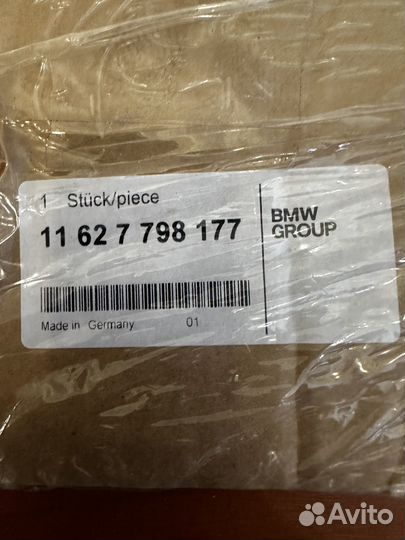 1 Stück/piece
11 62 7 798 177
BMW
GROUP
Made in Germany 01
Avito